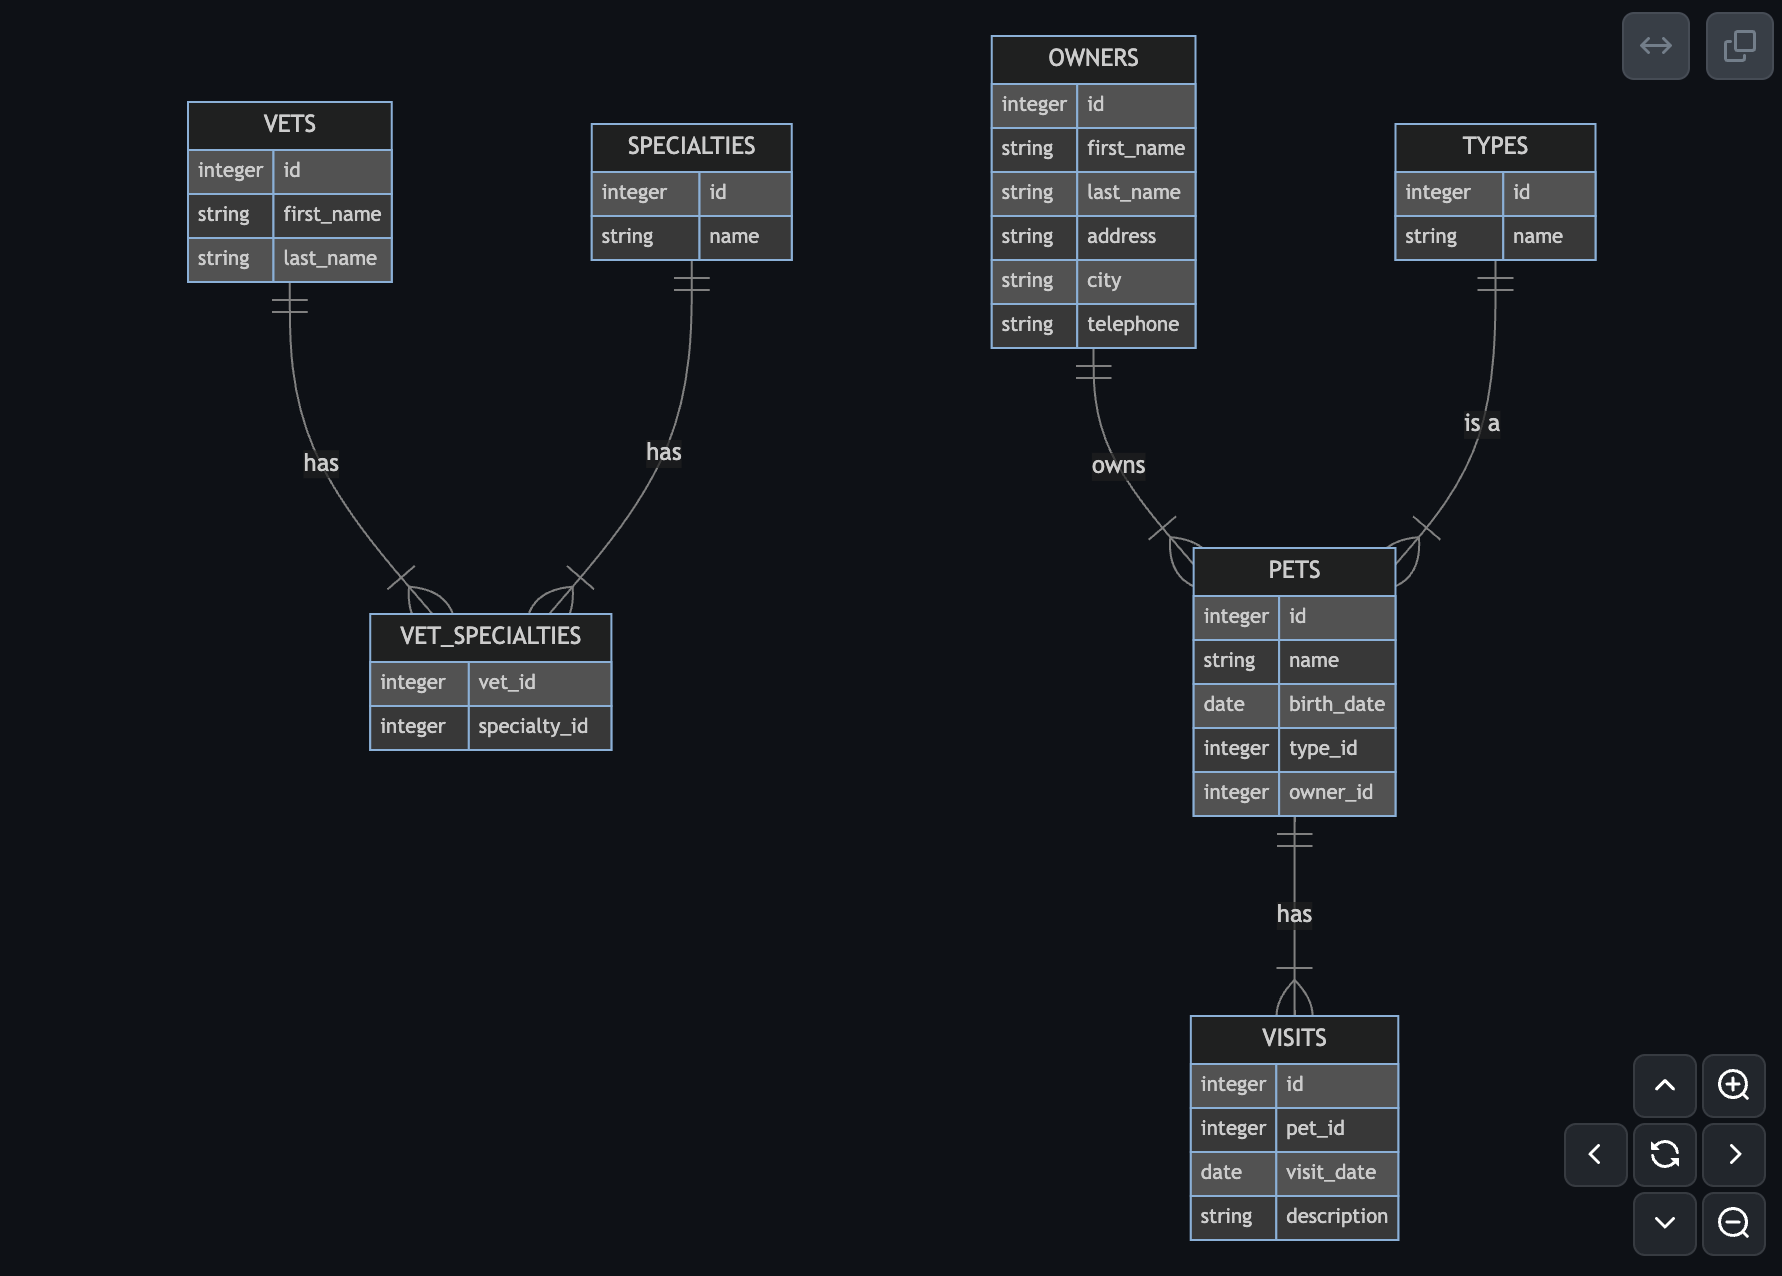 VETS
integer id
string first_name
string last_name
SPECIALTIES
integer id
string name
OWNERS
integer id
string first_name
string last_name
string address
string city
string telephone
TYPES
integer id
string name
has
has
owns
is a
VET_SPECIALTIES
integer vet_id
integer specialty_id
PETS
integer id
string name
date birth_date
integer type_id
integer owner_id
has
VISITS
integer id
integer pet_id
date visit_date
string description